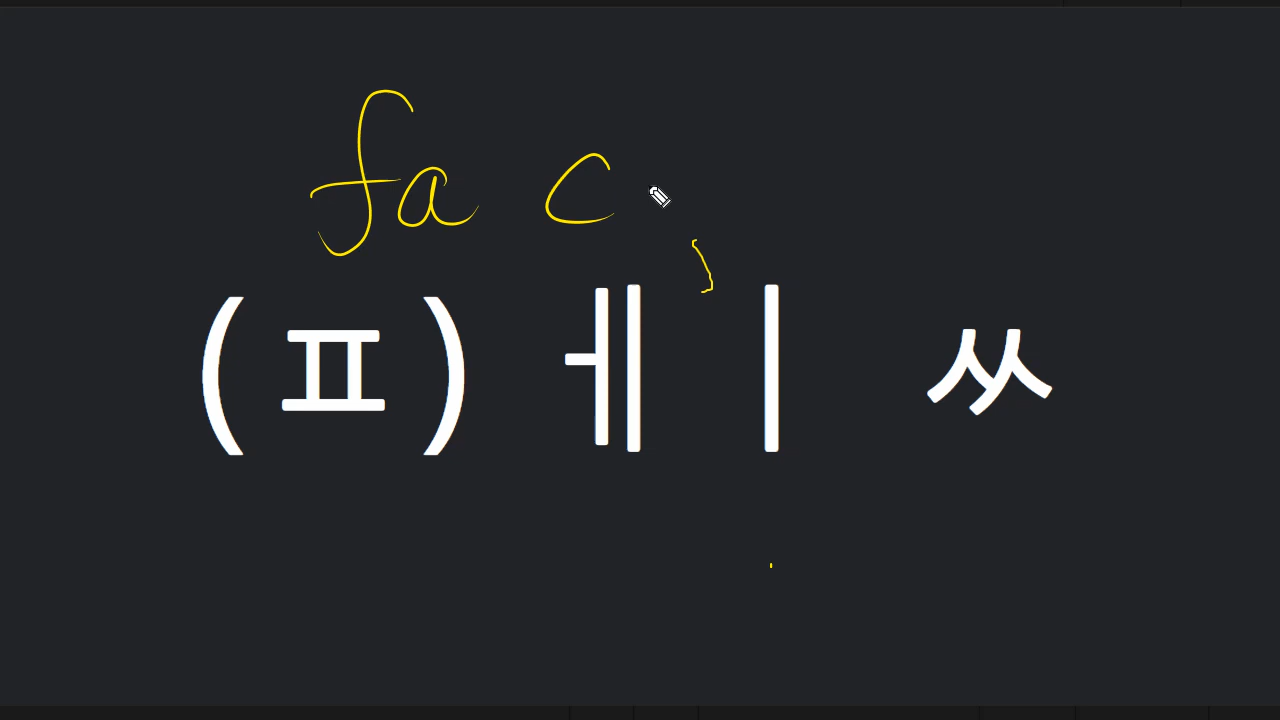 fa c
(ㅍ) ㅔ ㅣ ㅆ